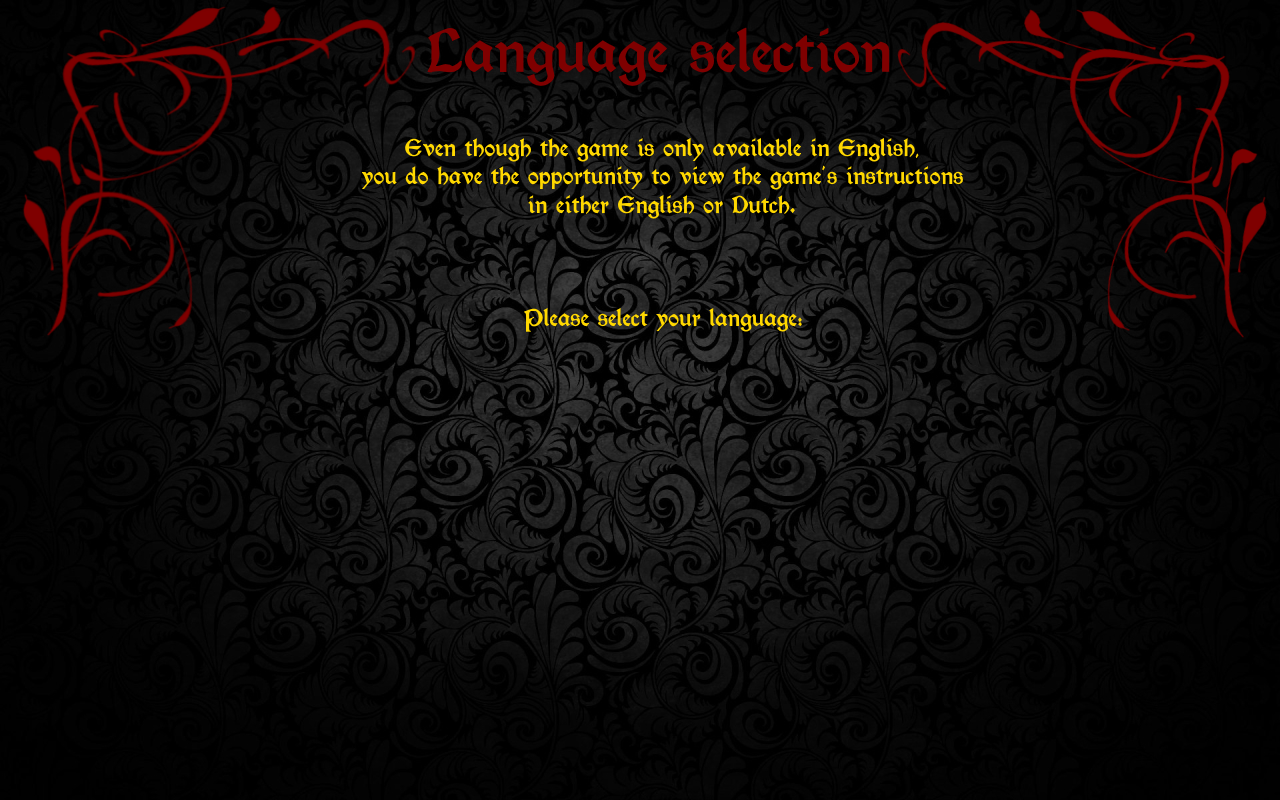 Language selection
Even though the game is only available in English,
you do have the opportunity to view the game's instructions
in either English or Dutch.
Please select your language: